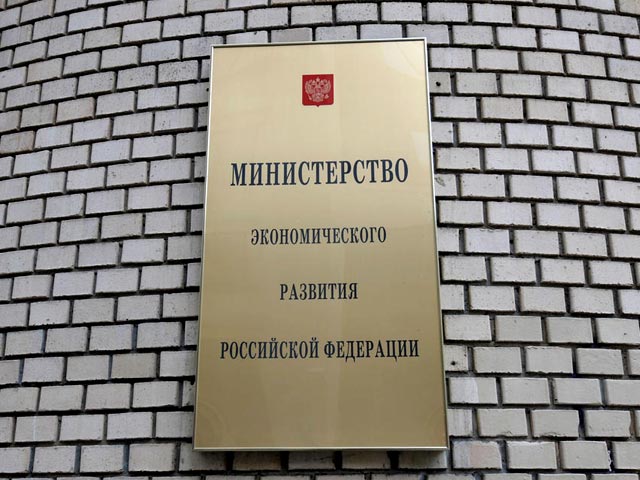 МИНИСТЕРСТВО
ЭКОНОМИЧЕСКОГО
РАЗВИТИЯ
РОССИЙСКОЙ ФЕДЕРАЦИИ